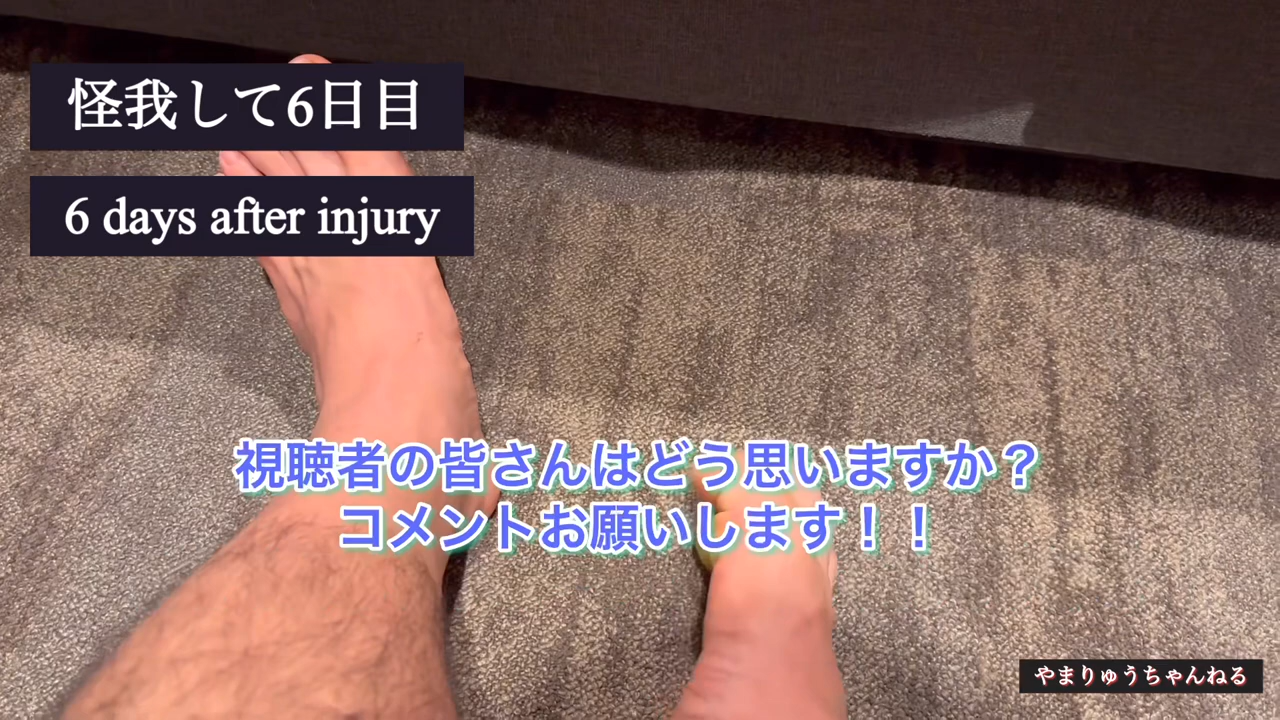 怪我して6日目
6 days after injury
視聴者の皆さんはどう思いますか？
コメントお願いします！！
やまりゅうちゃんねる